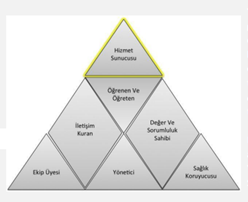 Hizmet
Sunucusu
Öğrenen Ve
Öğreten
İletişim
Kuran
Değer Ve
Sorumluluk
Sahibi
Ekip Üyesi
Yönetici
Sağlık
Koruyucusu